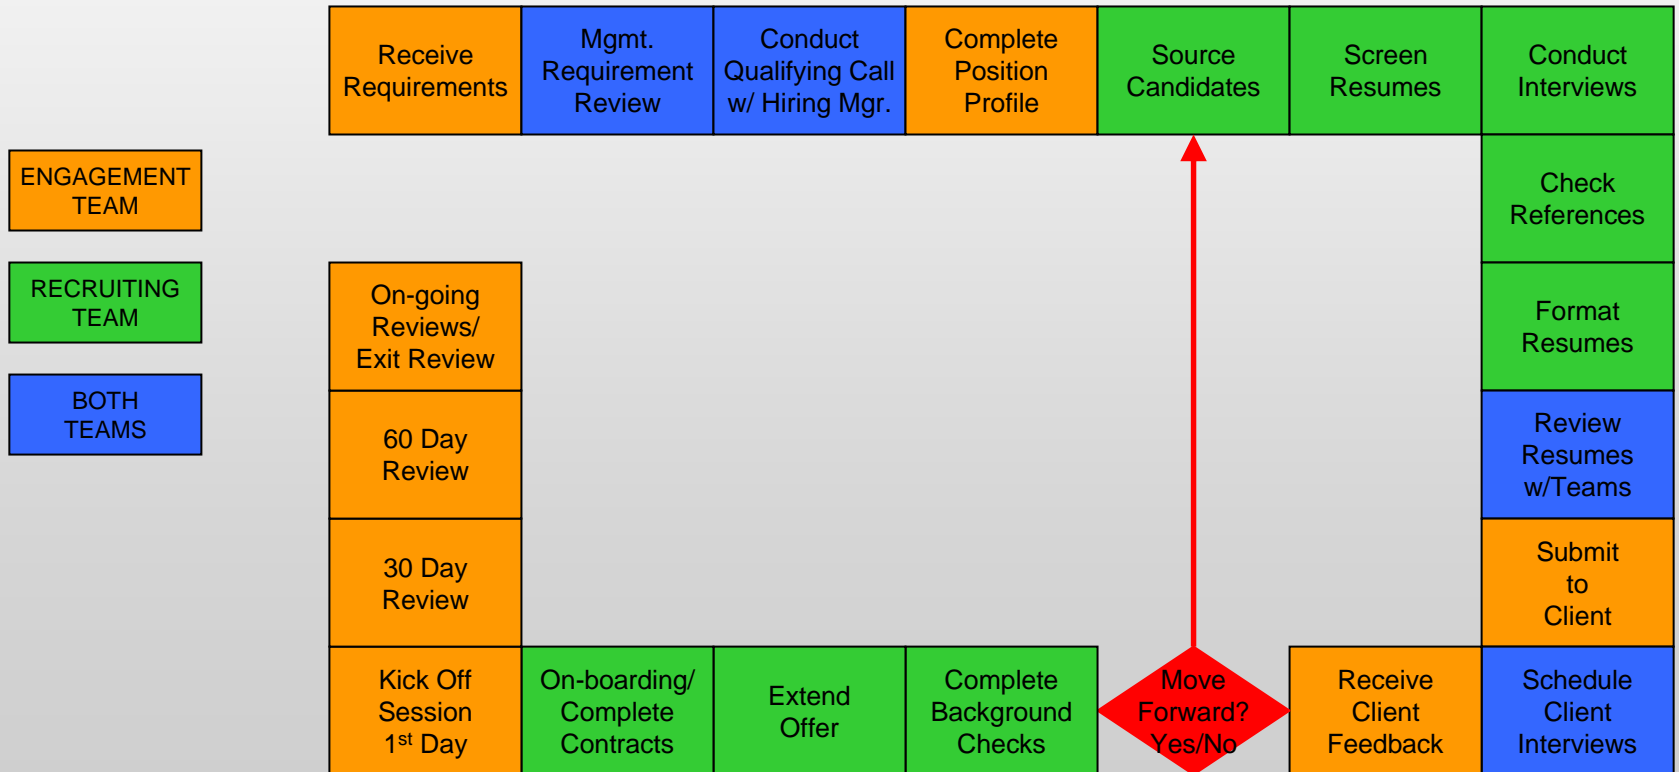 Receive
Requirements
Mgmt.
Requirement
Review
Conduct
Qualifying Call
w/ Hiring Mgr.
Complete
Position
Profile
Source
Candidates
Screen
Resumes
Conduct
Interviews
ENGAGEMENT
TEAM
RECRUITING
TEAM
BOTH
TEAMS
Check
References
Format
Resumes
Review
Resumes
w/Teams
Submit
to
Client
Schedule
Client
Interviews
Receive
Client
Feedback
Move
Forward?
Yes/No
Complete
Background
Checks
Extend
Offer
On-boarding/
Complete
Contracts
Kick Off
Session
1st Day
30 Day
Review
60 Day
Review
On-going
Reviews/
Exit Review